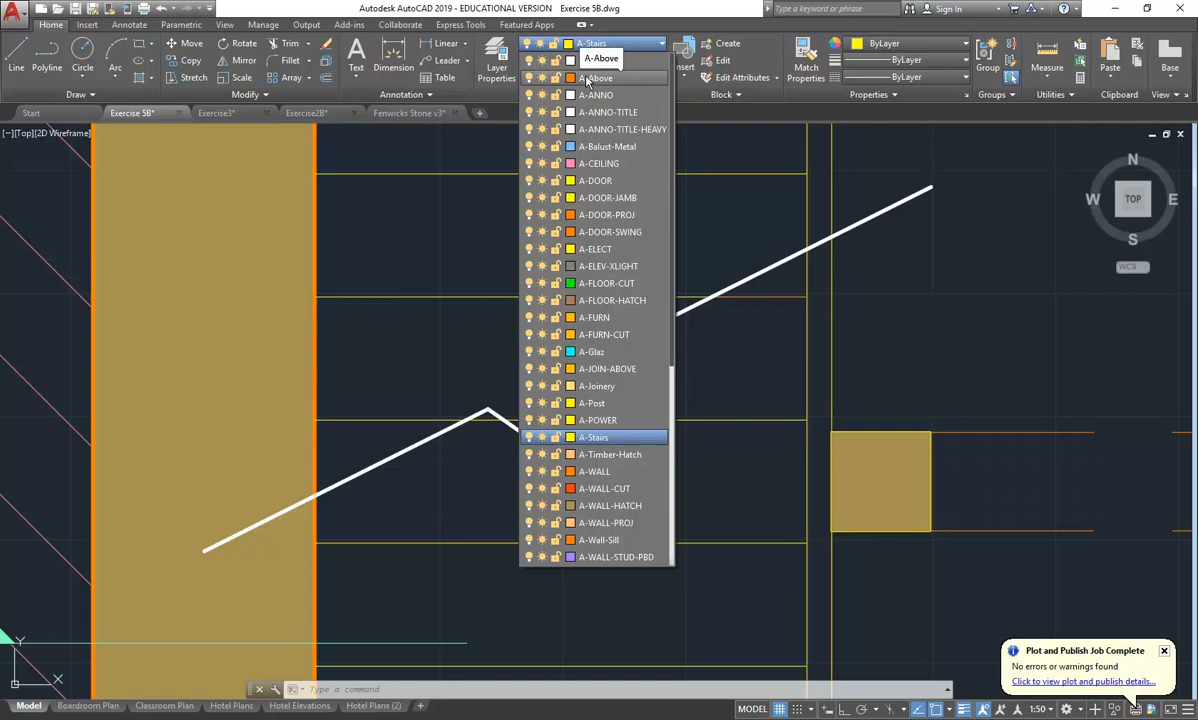 Autodesk AutoCAD 2019 - EDUCATIONAL VERSION Exercise 5B.dwg
Type a keyword or phrase
Sign In
Home Insert Annotate Parametric View Manage Output Add-ins Collaborate Express Tools Featured Apps
Line Polyline Circle Arc
Move Rotate Trim
Copy Mirror Fillet
Stretch Scale Array
Text Dimension
Linear
Leader
Table
Layer Properties
A-Stairs
A-Above
Insert
Create
Edit
Edit Attributes
Match Properties
ByLayer
ByLayer
ByLayer
Group
Measure
Paste
Base
Draw Modify Annotation Block Properties Groups Utilities Clipboard View
Start Exercise 5B* Exercise3* Exercise2B* Fenwicks Stone v3*
[−][Top][2D Wireframe]
A-Above
A-ANNO
A-ANNO-TITLE
A-ANNO-TITLE-HEAVY
A-Balust-Metal
A-CEILING
A-DOOR
A-DOOR-JAMB
A-DOOR-PROJ
A-DOOR-SWING
A-ELECT
A-ELEV-XLIGHT
A-FLOOR-CUT
A-FLOOR-HATCH
A-FURN
A-FURN-CUT
A-Glaz
A-JOIN-ABOVE
A-Joinery
A-Post
A-POWER
A-Stairs
A-Timber-Hatch
A-WALL
A-WALL-CUT
A-WALL-HATCH
A-WALL-PROJ
A-Wall-Sill
A-WALL-STUD-PBD
N
W TOP E
S
WCS
Y
X
Plot and Publish Job Complete
No errors or warnings found
Click to view plot and publish details...
Type a command
Model Boardroom Plan Classroom Plan Hotel Plans Hotel Elevations Hotel Plans (2)
MODEL 1:50